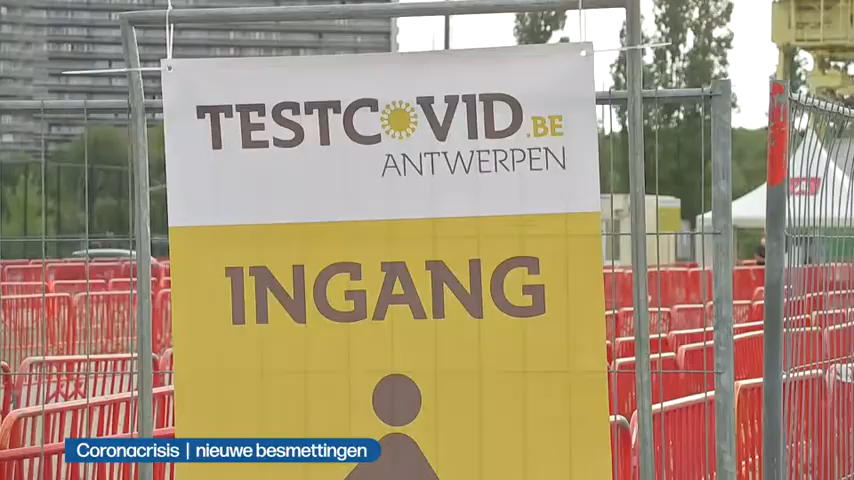 TESTCOVID.BE
ANTWERPEN
INGANG
Coronacrisis | nieuwe besmettingen